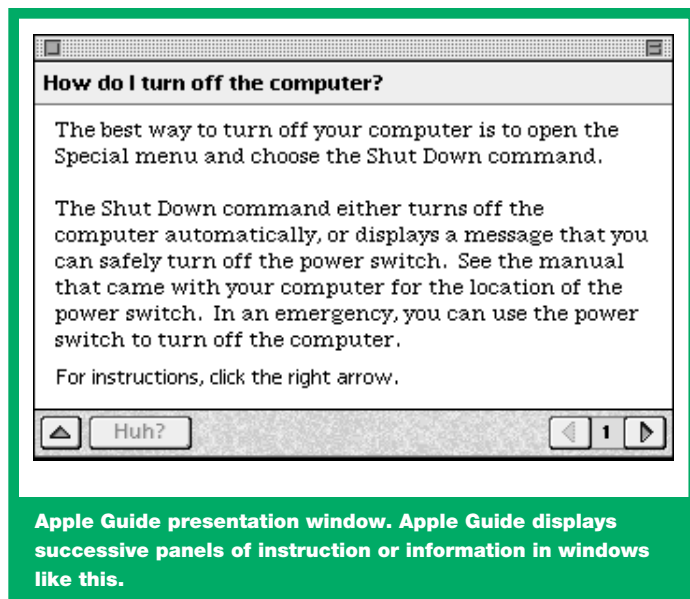 How do I turn off the computer?
The best way to turn off your computer is to open the
Special menu and choose the Shut Down command.
The Shut Down command either turns off the
computer automatically, or displays a message that you
can safely turn off the power switch. See the manual
that came with your computer for the location of the
power switch. In an emergency, you can use the power
switch to turn off the computer.
For instructions, click the right arrow.
Huh?
1
Apple Guide presentation window. Apple Guide displays
successive panels of instruction or information in windows
like this.